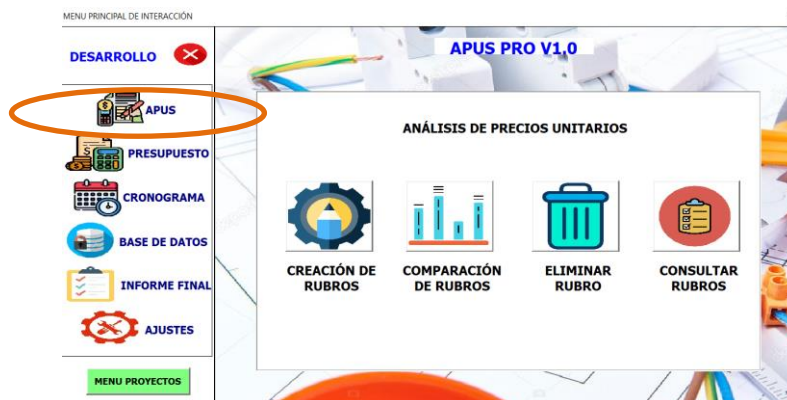 MENU PRINCIPAL DE INTERACCIÓN
DESARROLLO
APUS
PRESUPUESTO
CRONOGRAMA
BASE DE DATOS
INFORME FINAL
AJUSTES
MENU PROYECTOS
APUS PRO V1.0
ANÁLISIS DE PRECIOS UNITARIOS
CREACIÓN DE
RUBROS
COMPARACIÓN
DE RUBROS
ELIMINAR
RUBRO
CONSULTAR
RUBROS